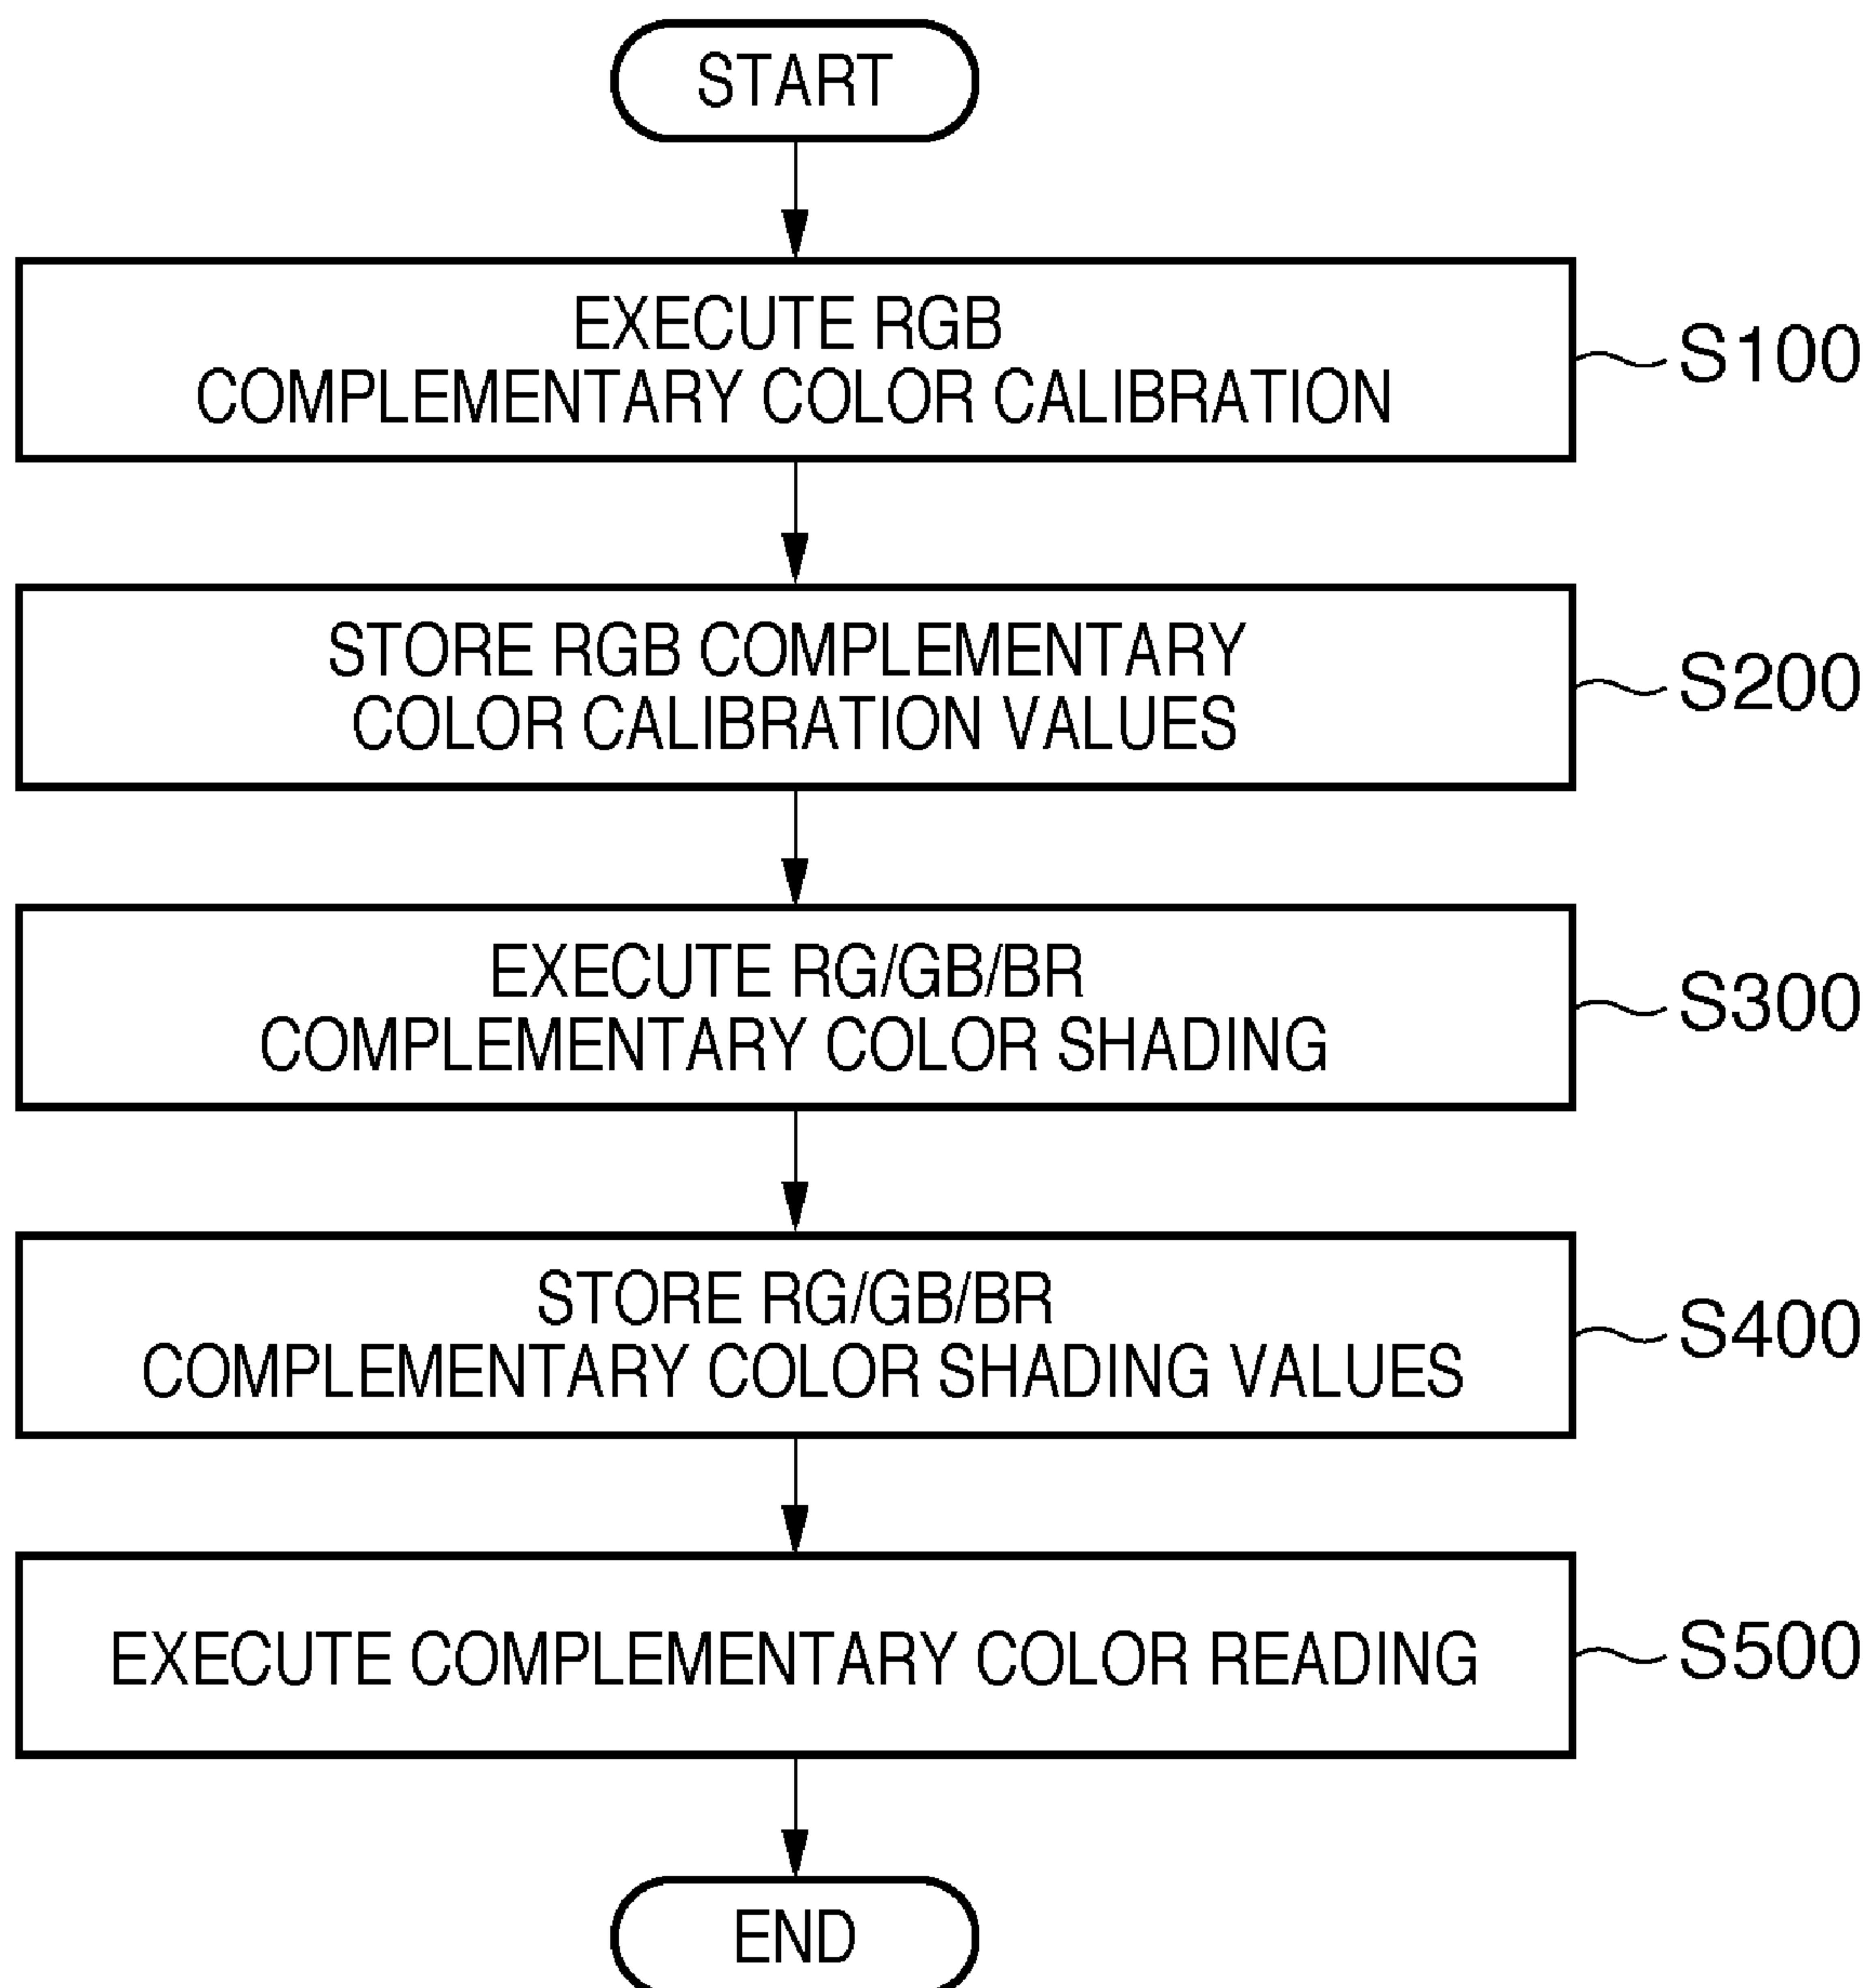 START
EXECUTE RGB
COMPLEMENTARY COLOR CALIBRATION
S100
STORE RGB COMPLEMENTARY
COLOR CALIBRATION VALUES
S200
EXECUTE RG/GB/BR
COMPLEMENTARY COLOR SHADING
S300
STORE RG/GB/BR
COMPLEMENTARY COLOR SHADING VALUES
S400
EXECUTE COMPLEMENTARY COLOR READING
S500
END